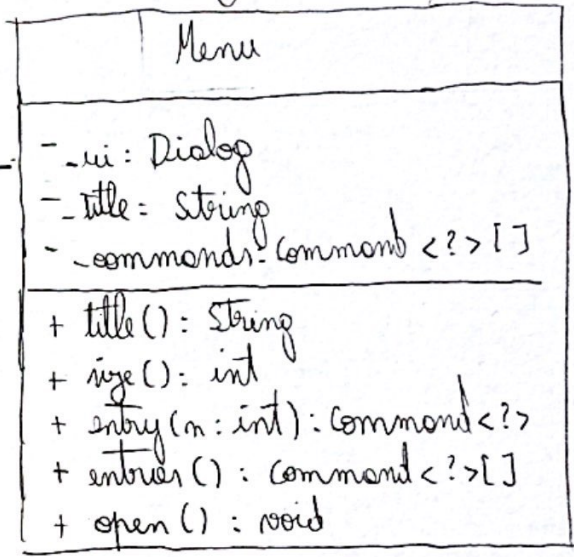 Menu
- _ui: Dialog
- _title: String
- _commands: Command <?> []
+ title(): String
+ size(): int
+ entry(n: int): Command<?>
+ entries(): Command<?>[]
+ open(): void